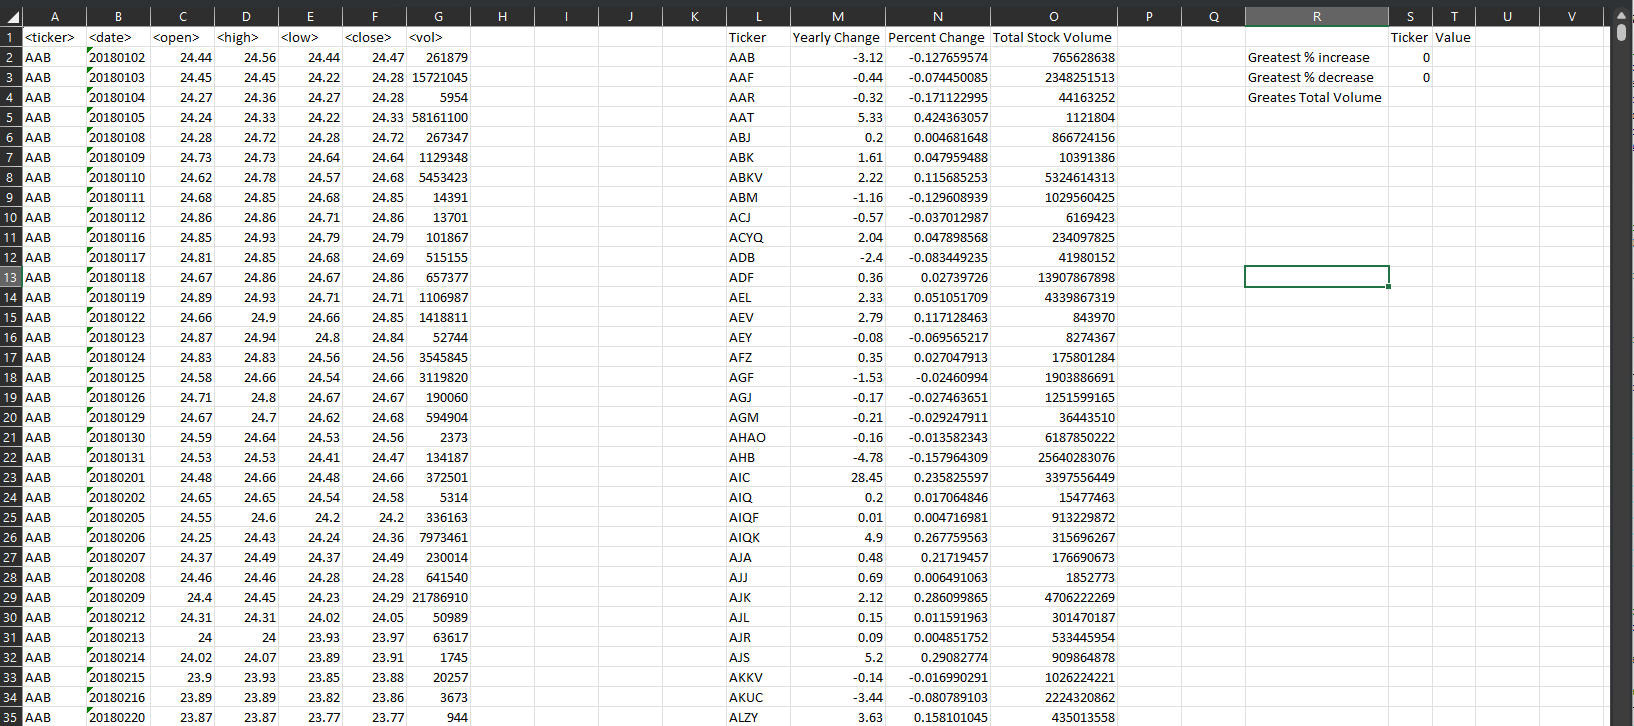 A B C D E F G H I J K L M N O P Q R S T U V
1 <ticker> <date> <open> <high> <low> <close> <vol> Ticker Yearly Change Percent Change Total Stock Volume Ticker Value
2 AAB 20180102 24.44 24.56 24.44 24.47 261879 AAB -3.12 -0.127659574 765628638 Greatest % increase 0
3 AAB 20180103 24.45 24.45 24.22 24.28 15721045 AAF -0.44 -0.074450085 2348251513 Greatest % decrease 0
4 AAB 20180104 24.27 24.36 24.27 24.28 5954 AAR -0.32 -0.171122995 44163252 Greates Total Volume
5 AAB 20180105 24.24 24.33 24.22 24.33 58161100 AAT 5.33 0.424363057 1121804
6 AAB 20180108 24.28 24.72 24.28 24.72 267347 ABJ 0.2 0.004681648 866724156
7 AAB 20180109 24.73 24.73 24.64 24.64 1129348 ABK 1.61 0.047959488 10391386
8 AAB 20180110 24.62 24.78 24.57 24.68 5453423 ABKV 2.22 0.115685253 5324614313
9 AAB 20180111 24.68 24.85 24.68 24.85 14391 ABM -1.16 -0.129608939 1029560425
10 AAB 20180112 24.86 24.86 24.71 24.86 13701 ACJ -0.57 -0.037012987 6169423
11 AAB 20180116 24.85 24.93 24.79 24.79 101867 ACYQ 2.04 0.047898568 234097825
12 AAB 20180117 24.81 24.85 24.68 24.69 515155 ADB -2.4 -0.083449235 41980152
13 AAB 20180118 24.67 24.86 24.67 24.86 657377 ADF 0.36 0.02739726 13907867898
14 AAB 20180119 24.89 24.93 24.71 24.71 1106987 AEL 2.33 0.051051709 4339867319
15 AAB 20180122 24.66 24.9 24.66 24.85 1418811 AEV 2.79 0.117128463 843970
16 AAB 20180123 24.87 24.94 24.8 24.84 52744 AEY -0.08 -0.069565217 8274367
17 AAB 20180124 24.83 24.83 24.56 24.56 3545845 AFZ 0.35 0.027047913 175801284
18 AAB 20180125 24.58 24.66 24.54 24.66 3119820 AGF -1.53 -0.02460994 1903886691
19 AAB 20180126 24.71 24.8 24.67 24.67 190060 AGJ -0.17 -0.027463651 1251599165
20 AAB 20180129 24.67 24.7 24.62 24.68 594904 AGM -0.21 -0.029247911 36443510
21 AAB 20180130 24.59 24.64 24.53 24.56 2373 AHAO -0.16 -0.013582343 6187850222
22 AAB 20180131 24.53 24.53 24.41 24.47 134187 AHB -4.78 -0.157964309 25640283076
23 AAB 20180201 24.48 24.66 24.48 24.66 372501 AIC 28.45 0.235825597 3397556449
24 AAB 20180202 24.65 24.65 24.54 24.58 5314 AIQ 0.2 0.017064846 15477463
25 AAB 20180205 24.55 24.6 24.2 24.2 336163 AIQF 0.01 0.004716981 913229872
26 AAB 20180206 24.25 24.43 24.24 24.36 7973461 AIQK 4.9 0.267759563 315696267
27 AAB 20180207 24.37 24.49 24.37 24.49 230014 AJA 0.48 0.21719457 176690673
28 AAB 20180208 24.46 24.46 24.28 24.28 641540 AJJ 0.69 0.006491063 1852773
29 AAB 20180209 24.4 24.45 24.23 24.29 21786910 AJK 2.12 0.286099865 4706222269
30 AAB 20180212 24.31 24.31 24.02 24.05 50989 AJL 0.15 0.011591963 301470187
31 AAB 20180213 24 24 23.93 23.97 63617 AJR 0.09 0.004851752 533445954
32 AAB 20180214 24.02 24.07 23.89 23.91 1745 AJS 5.2 0.29082774 909864878
33 AAB 20180215 23.9 23.93 23.85 23.88 20257 AKKV -0.14 -0.016990291 1026224221
34 AAB 20180216 23.89 23.89 23.82 23.86 3673 AKUC -3.44 -0.080789103 2224320862
35 AAB 20180220 23.87 23.87 23.77 23.77 944 ALZY 3.63 0.158101045 435013558